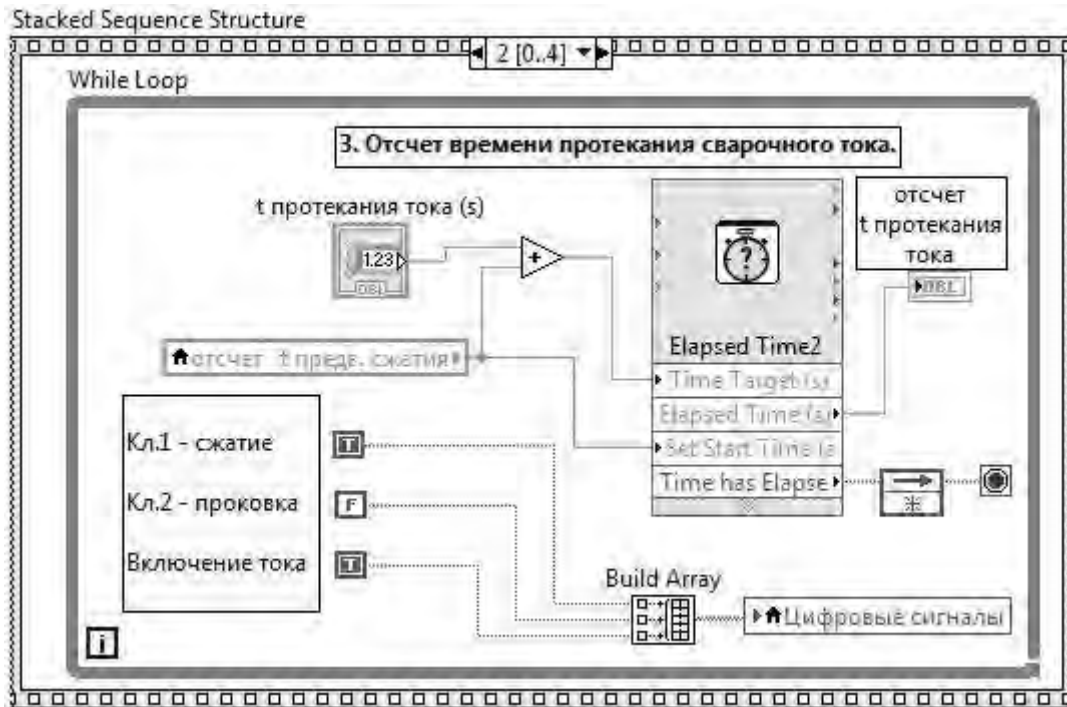 Stacked Sequence Structure
2 [0..4]
While Loop
3. Отсчет времени протекания сварочного тока.
t протекания тока (s)
1.23
DBL
отсчет
t протекания
тока
DBL
отсчет t предв. сжатия
Elapsed Time2
Time Target (s)
Elapsed Time (s)
Set Start Time (s
Time has Elapse
Кл.1 - сжатие
T
Кл.2 - проковка
F
Включение тока
T
Build Array
Цифровые сигналы
i